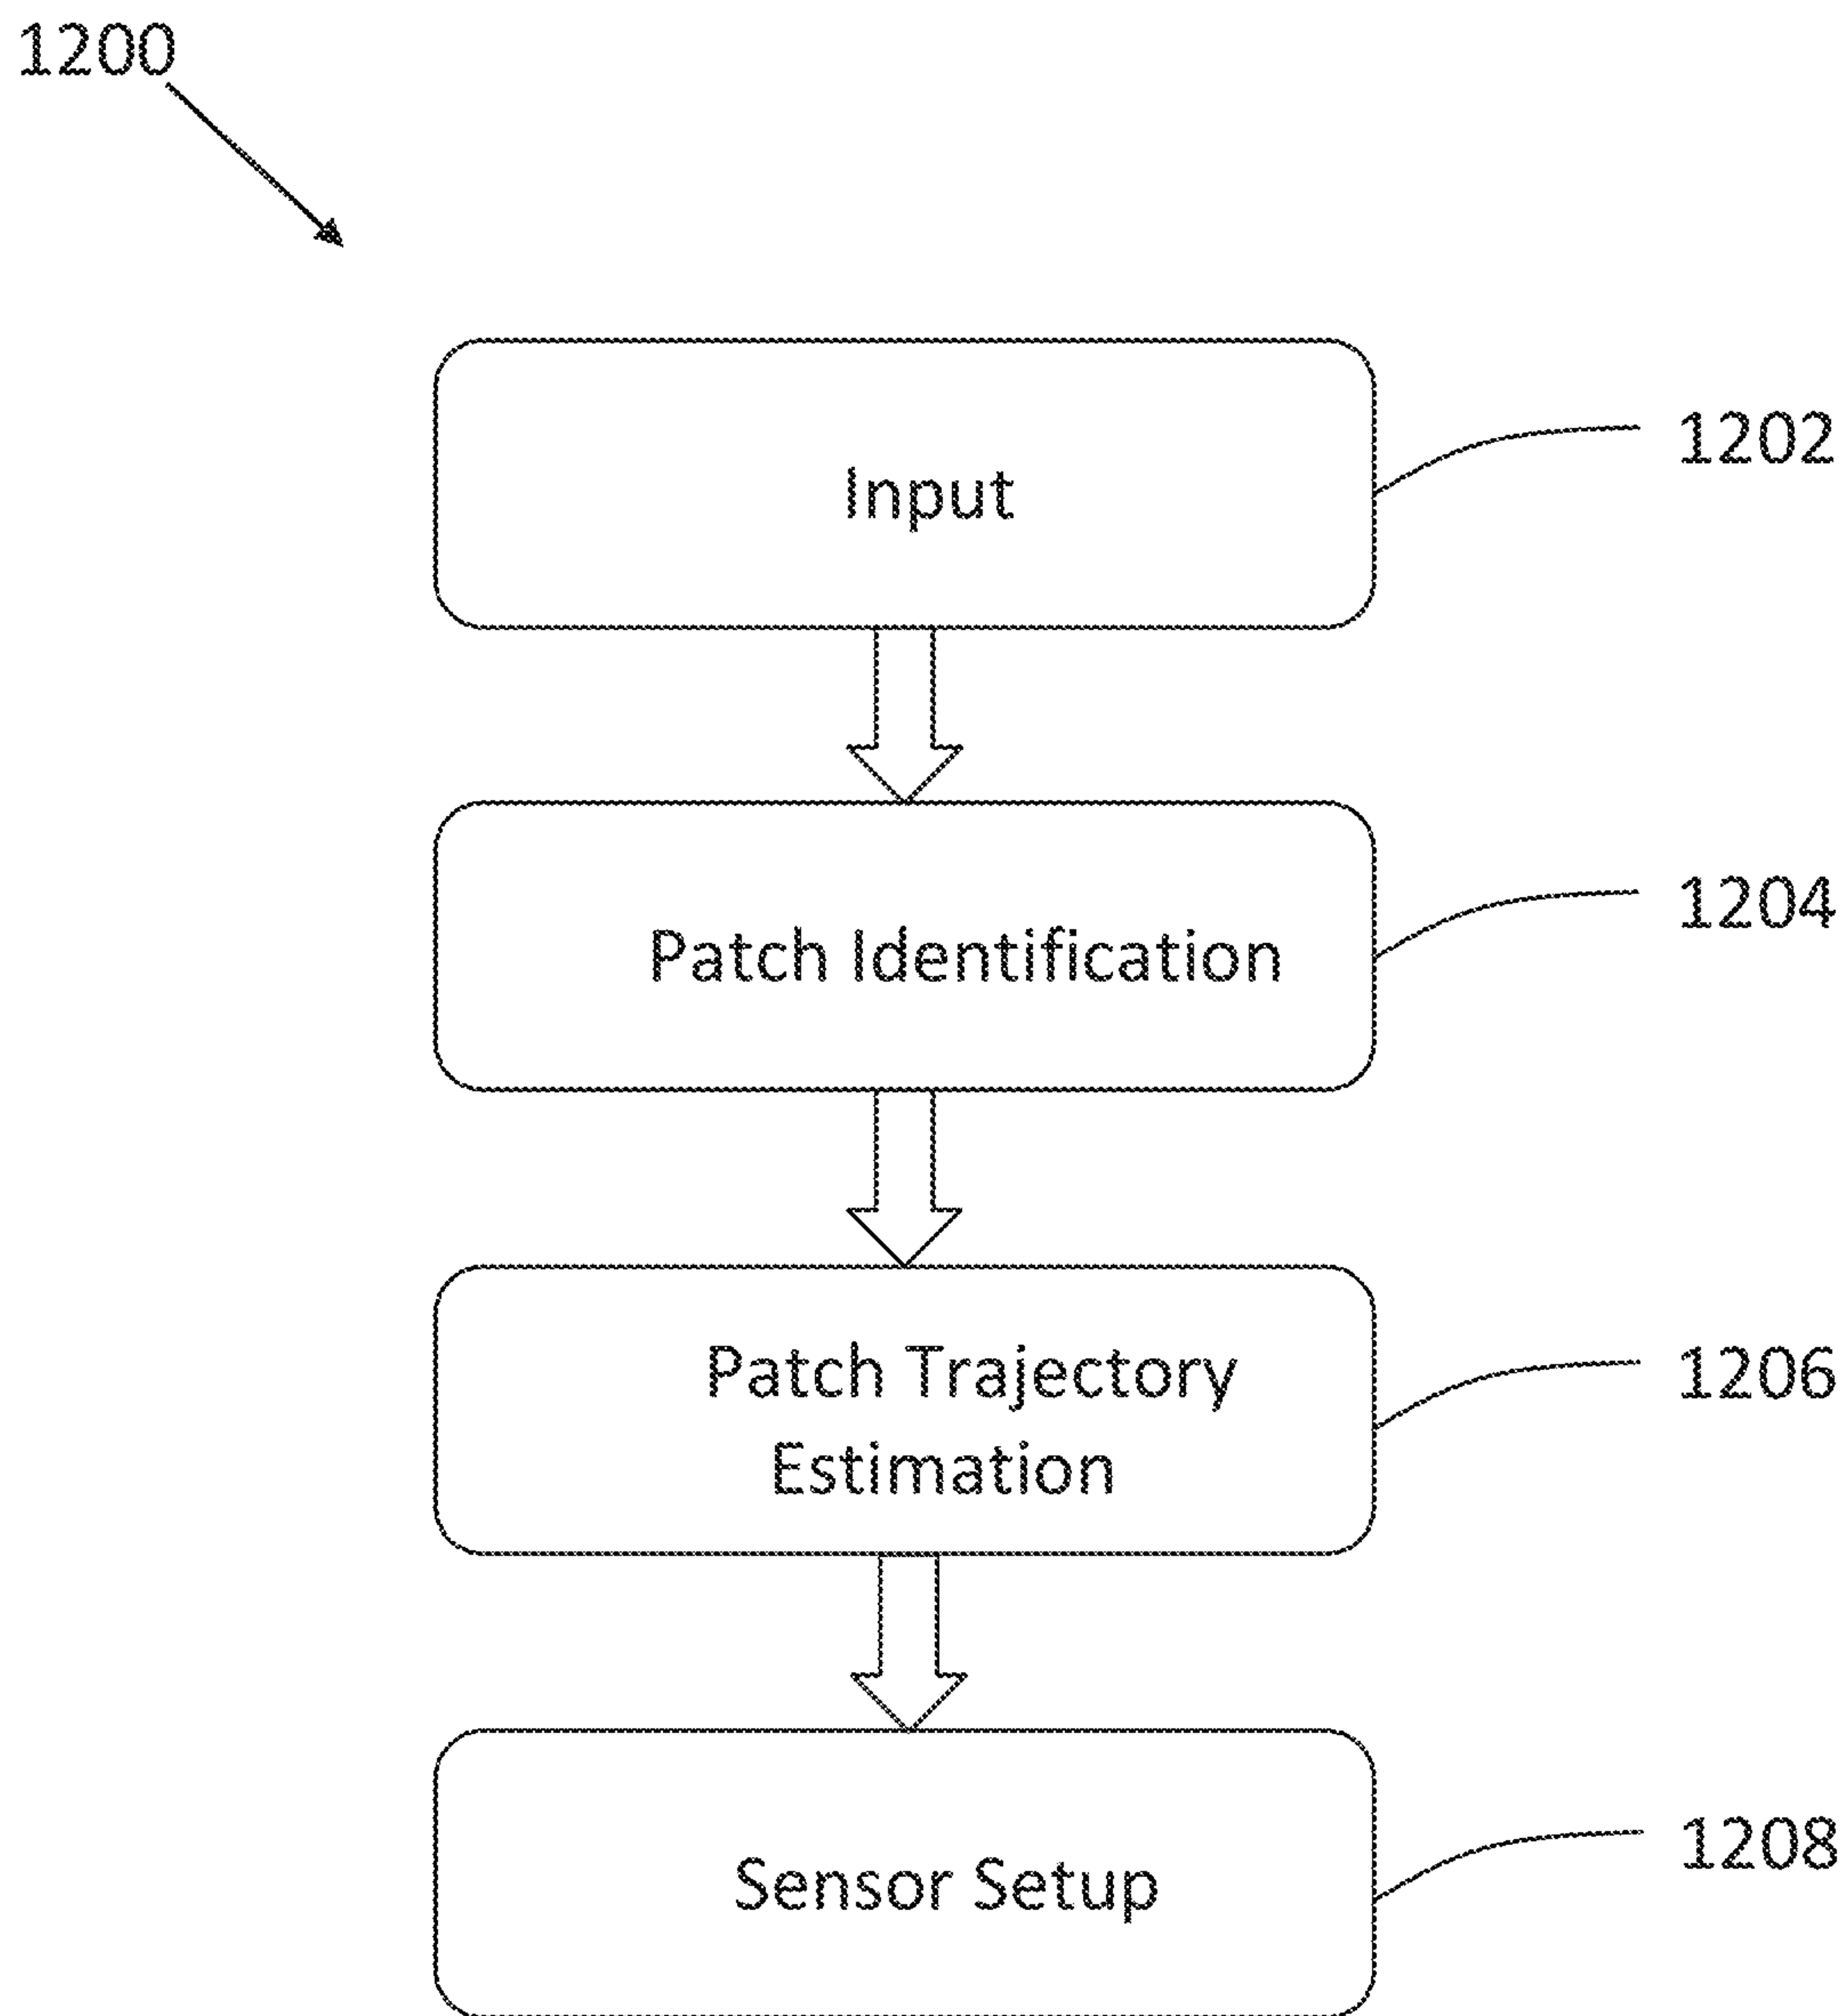 1200
Input
1202
Patch Identification
1204
Patch Trajectory
Estimation
1206
Sensor Setup
1208